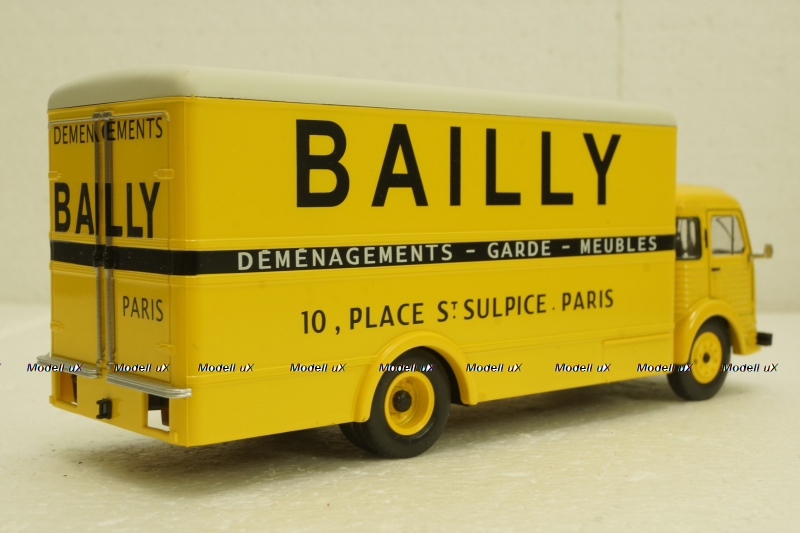 DEMENAGEMENTS
BAILLY
PARIS
BAILLY
DÉMÉNAGEMENTS - GARDE - MEUBLES
10, PLACE ST SULPICE. PARIS
Modell uX Modell uX Modell uX Modell uX Modell uX Modell uX Modell uX Modell uX Modell uX